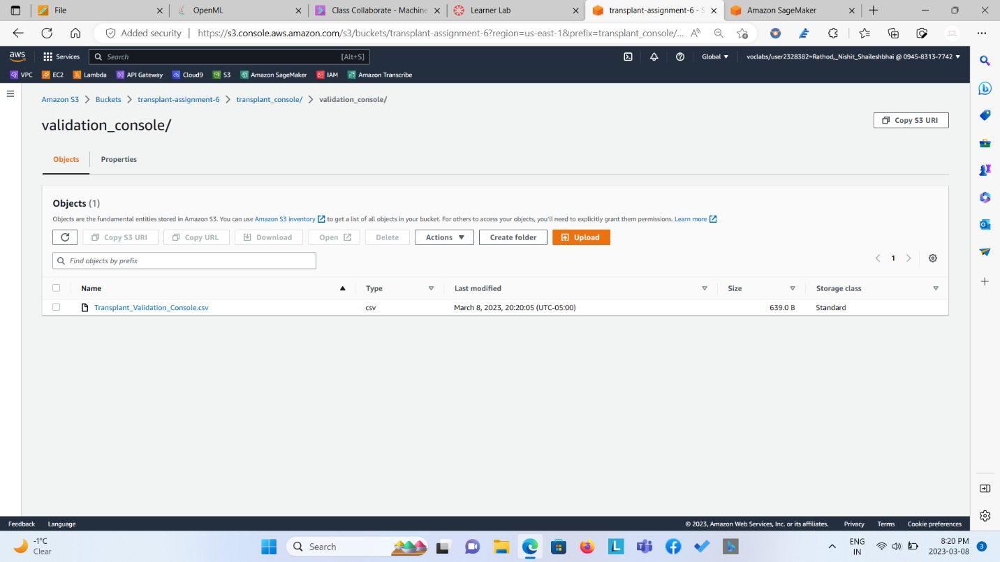 File
OpenML
Class Collaborate - Machine
Learner Lab
transplant-assignment-6 - S
Amazon SageMaker
Added security
https://s3.console.aws.amazon.com/s3/buckets/transplant-assignment-6?region=us-east-1&prefix=transplant_console/...
aws
Services
Search
[Alt+S]
Global
voclabs/user2328382=Rathod,_Nishit_Shaileshbhai @ 0945-8313-7742
VPC
EC2
Lambda
API Gateway
Cloud9
S3
Amazon SageMaker
IAM
Amazon Transcribe
Amazon S3
Buckets
transplant-assignment-6
transplant_console/
validation_console/
validation_console/
Copy S3 URI
Objects
Properties
Objects (1)
Objects are the fundamental entities stored in Amazon S3. You can use Amazon S3 inventory to get a list of all objects in your bucket. For others to access your objects, you'll need to explicitly grant them permissions. Learn more
Copy S3 URI
Copy URL
Download
Open
Delete
Actions
Create folder
Upload
Find objects by prefix
1
Name
Type
Last modified
Size
Storage class
Transplant_Validation_Console.csv
csv
March 8, 2023, 20:20:05 (UTC-05:00)
639.0 B
Standard
Feedback
Language
© 2023, Amazon Web Services, Inc. or its affiliates.
Privacy
Terms
Cookie preferences
-1°C
Clear
Search
ENG
IN
8:20 PM
2023-03-08
3